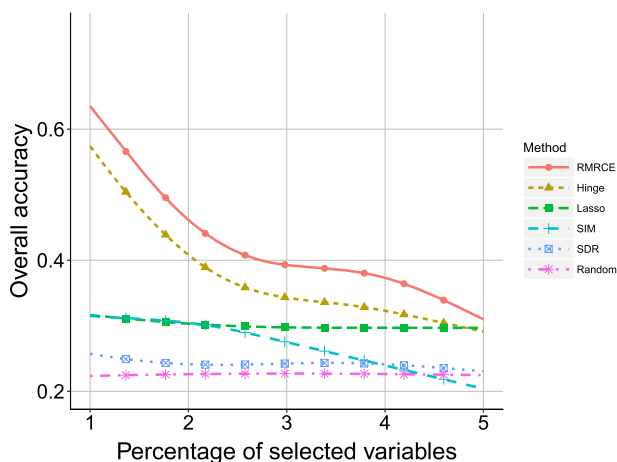 Overall accuracy
0.6
0.4
0.2
1 2 3 4 5
Percentage of selected variables
Method
RMRCE
Hinge
Lasso
SIM
SDR
Random